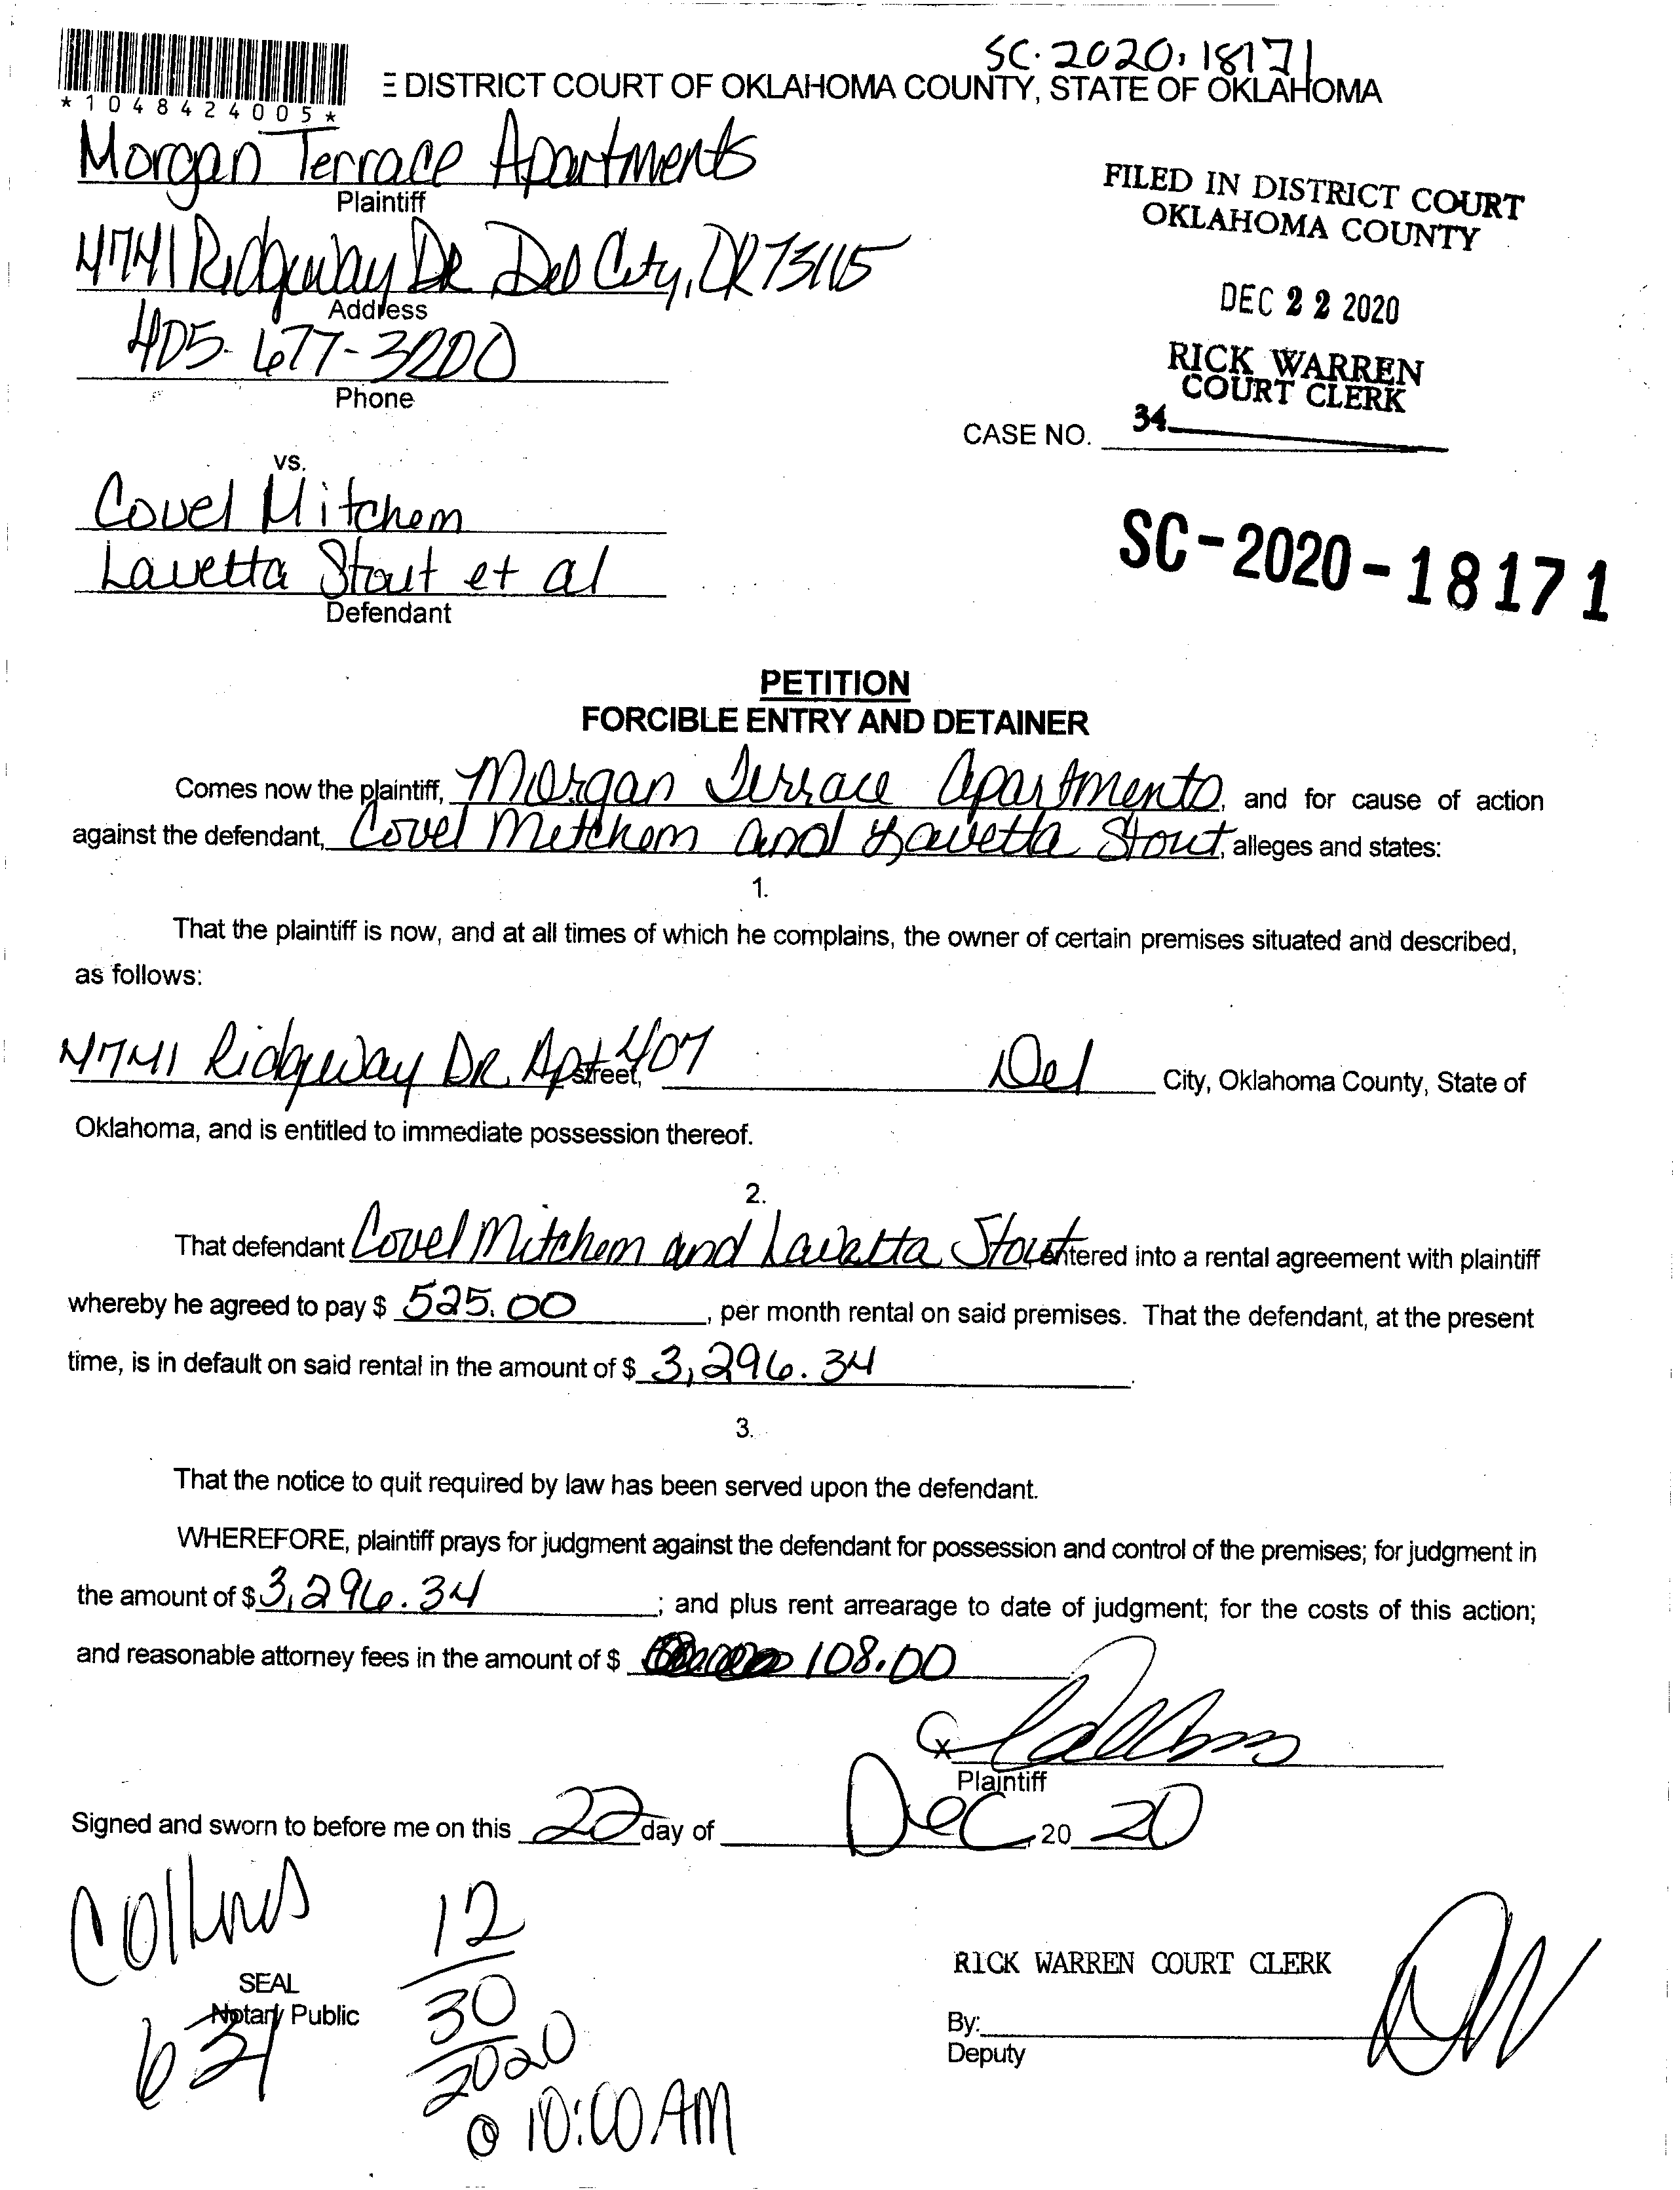 SC-2020-18171
*1048424005*
E DISTRICT COURT OF OKLAHOMA COUNTY, STATE OF OKLAHOMA
Morgan Terrace Apartments
Plaintiff
FILED IN DISTRICT COURT
OKLAHOMA COUNTY
4741 Ridgeway DR Del City, OK 73115
Address
DEC 22 2020
405-677-3200
Phone
RICK WARREN
COURT CLERK
CASE NO. 34
vs.
Covel Mitchem
Lavetta Stout et al
Defendant
SC-2020-18171
PETITION
FORCIBLE ENTRY AND DETAINER
Comes now the plaintiff, Morgan Terrace Apartments, and for cause of action
against the defendant, Covel Mitchem and Lavetta Stout, alleges and states:
1.
That the plaintiff is now, and at all times of which he complains, the owner of certain premises situated and described,
as follows:
4741 Ridgeway DR Apt 407 street, Del City, Oklahoma County, State of
Oklahoma, and is entitled to immediate possession thereof.
2.
That defendant Covel Mitchem and Lavetta Stout entered into a rental agreement with plaintiff
whereby he agreed to pay $ 525.00, per month rental on said premises. That the defendant, at the present
time, is in default on said rental in the amount of $ 3,296.34.
3.
That the notice to quit required by law has been served upon the defendant.
WHEREFORE, plaintiff prays for judgment against the defendant for possession and control of the premises; for judgment in
the amount of $ 3,296.34; and plus rent arrearage to date of judgment; for the costs of this action;
and reasonable attorney fees in the amount of $ 108.00
x
Plaintiff
Signed and sworn to before me on this 22 day of Dec, 20 20
Collins
12
30
2020
@ 10:00 AM
SEAL
Notary Public
631
RICK WARREN COURT CLERK
By:
Deputy